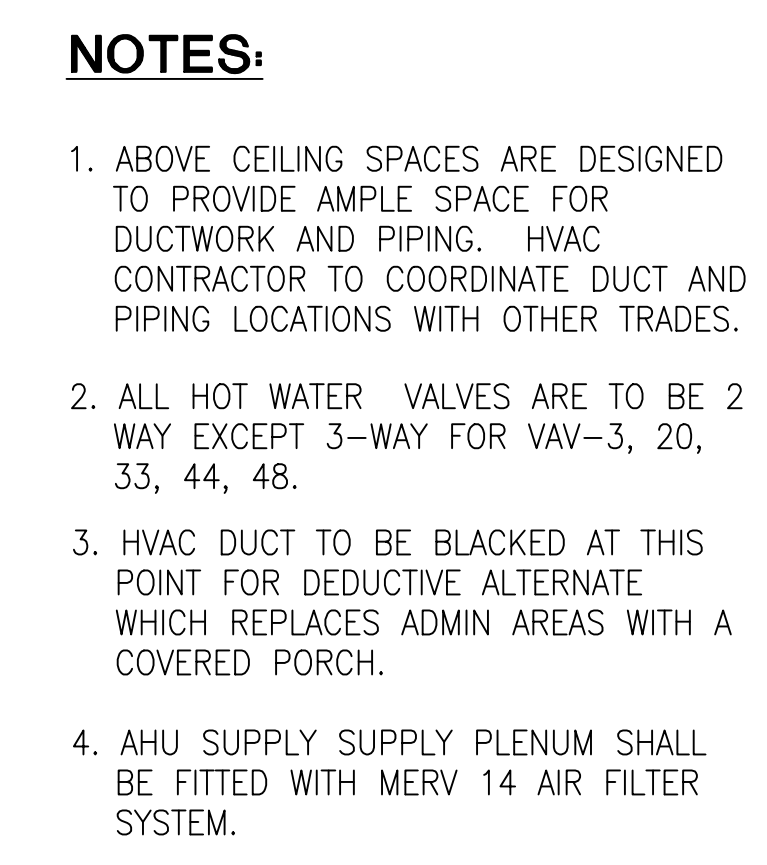 NOTES:
1. ABOVE CEILING SPACES ARE DESIGNED
TO PROVIDE AMPLE SPACE FOR
DUCTWORK AND PIPING. HVAC
CONTRACTOR TO COORDINATE DUCT AND
PIPING LOCATIONS WITH OTHER TRADES.
2. ALL HOT WATER VALVES ARE TO BE 2
WAY EXCEPT 3-WAY FOR VAV-3, 20,
33, 44, 48.
3. HVAC DUCT TO BE BLACKED AT THIS
POINT FOR DEDUCTIVE ALTERNATE
WHICH REPLACES ADMIN AREAS WITH A
COVERED PORCH.
4. AHU SUPPLY SUPPLY PLENUM SHALL
BE FITTED WITH MERV 14 AIR FILTER
SYSTEM.